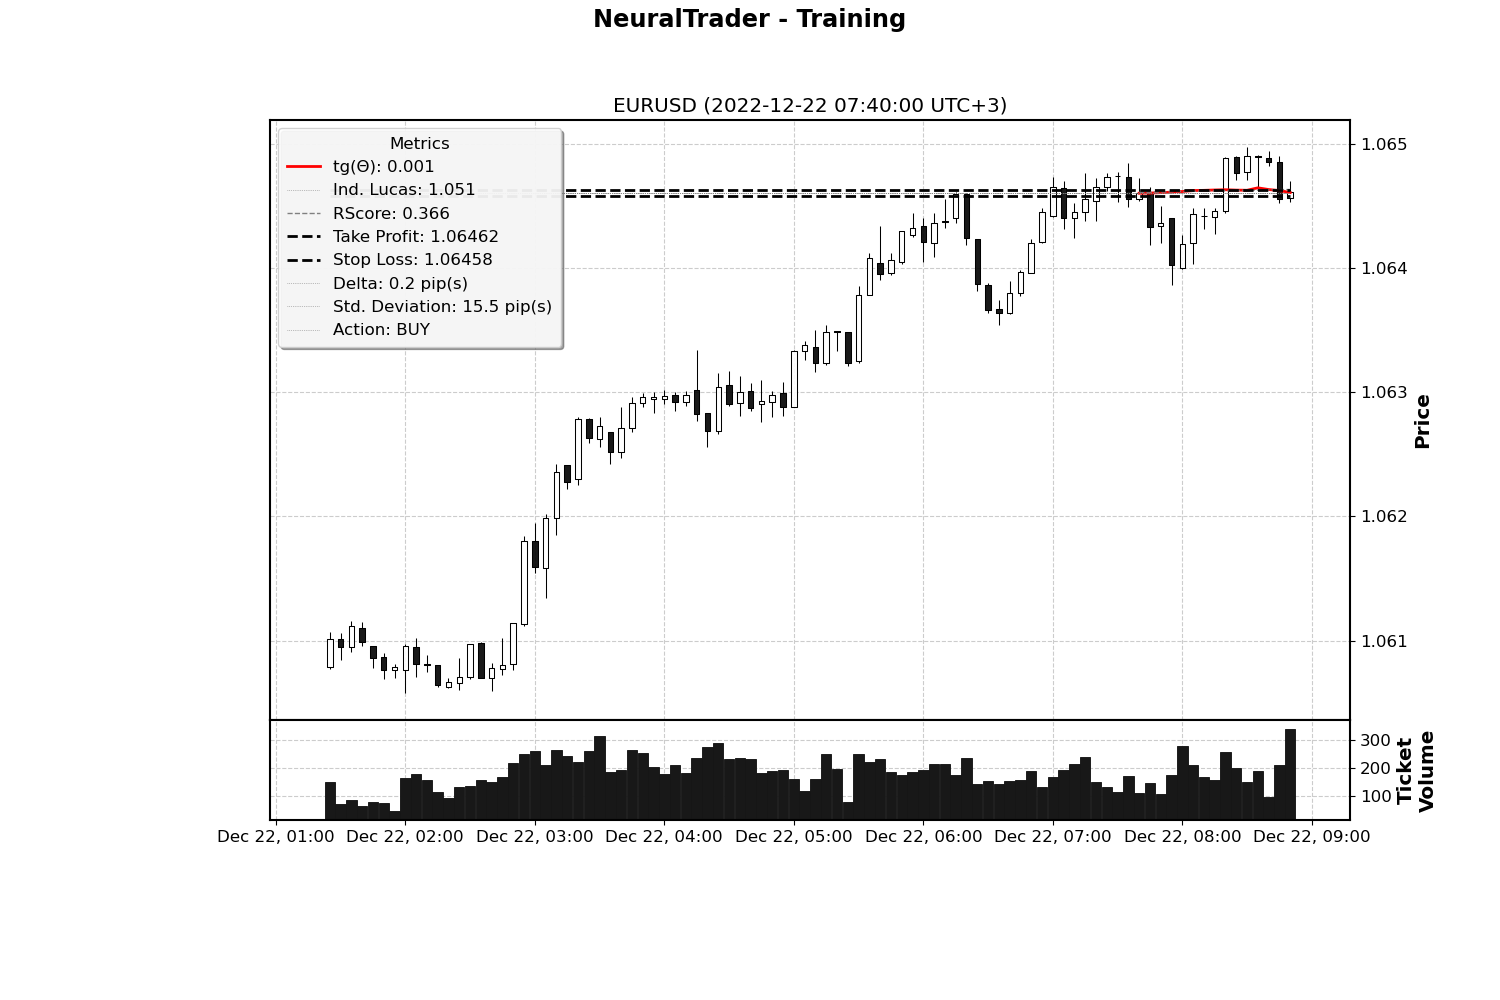 NeuralTrader - Training
EURUSD (2022-12-22 07:40:00 UTC+3)
Metrics
tg(Θ): 0.001
Ind. Lucas: 1.051
RScore: 0.366
Take Profit: 1.06462
Stop Loss: 1.06458
Delta: 0.2 pip(s)
Std. Deviation: 15.5 pip(s)
Action: BUY
1.065
1.064
1.063
1.062
1.061
Price
300
200
100
Ticket
Volume
Dec 22, 01:00 Dec 22, 02:00 Dec 22, 03:00 Dec 22, 04:00 Dec 22, 05:00 Dec 22, 06:00 Dec 22, 07:00 Dec 22, 08:00 Dec 22, 09:00